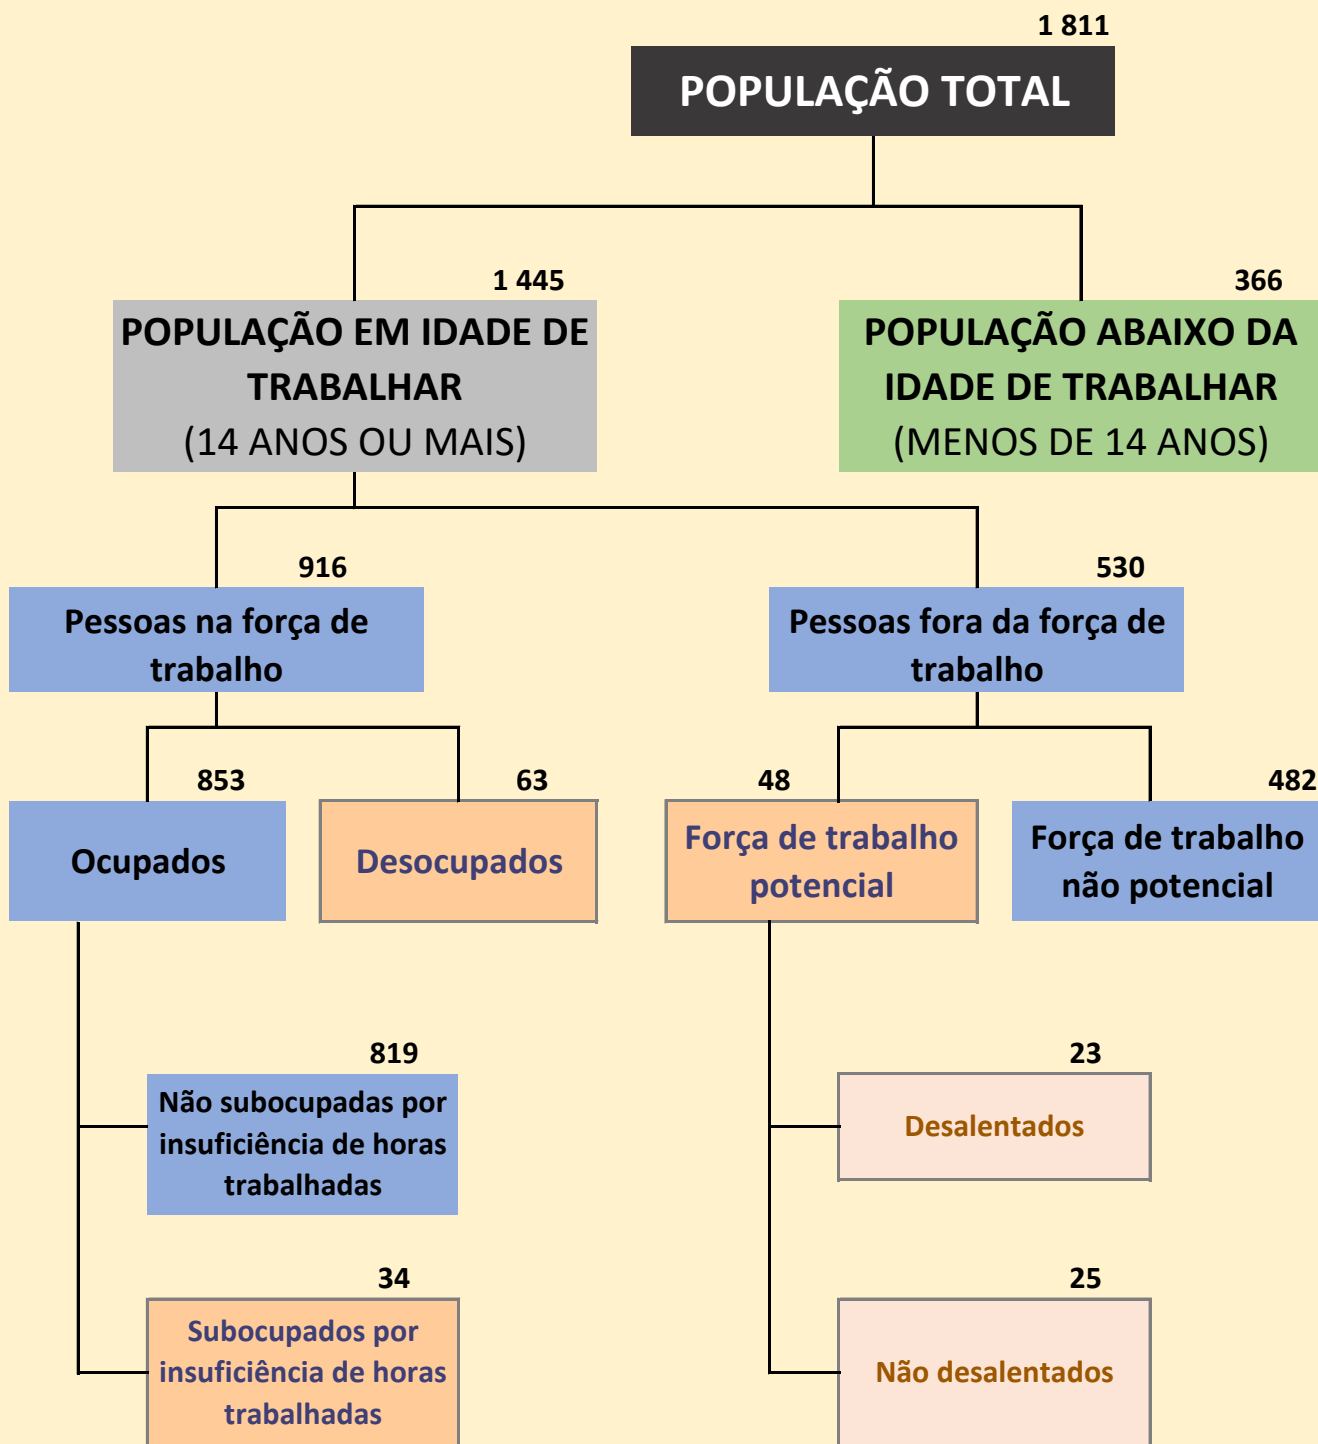 1 811
POPULAÇÃO TOTAL
1 445
366
POPULAÇÃO EM IDADE DE
TRABALHAR
(14 ANOS OU MAIS)
POPULAÇÃO ABAIXO DA
IDADE DE TRABALHAR
(MENOS DE 14 ANOS)
916
530
Pessoas na força de
trabalho
Pessoas fora da força de
trabalho
853
63
48
482
Ocupados
Desocupados
Força de trabalho
potencial
Força de trabalho
não potencial
819
Não subocupadas por
insuficiência de horas
trabalhadas
23
Desalentados
34
Subocupados por
insuficiência de horas
trabalhadas
25
Não desalentados